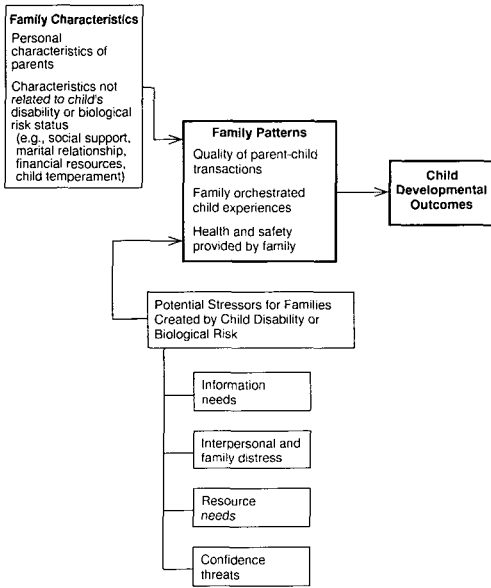 Family Characteristics
Personal
characteristics of
parents
Characteristics not
related to child's
disability or biological
risk status
(e.g., social support,
marital relationship,
financial resources,
child temperament)
Family Patterns
Quality of parent-child
transactions
Family orchestrated
child experiences
Health and safety
provided by family
Child
Developmental
Outcomes
Potential Stressors for Families
Created by Child Disability or
Biological Risk
Information
needs
Interpersonal and
family distress
Resource
needs
Confidence
threats